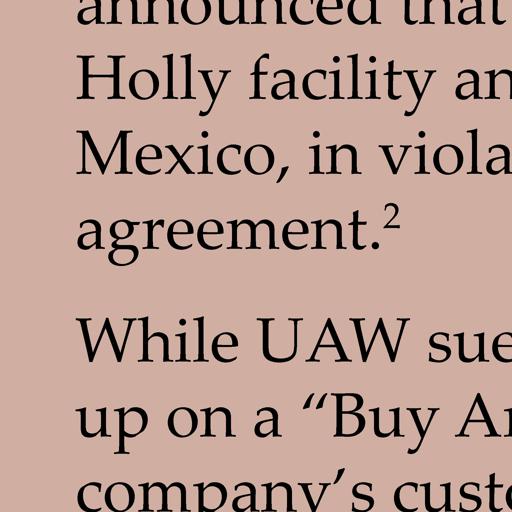 announced that
Holly facility an
Mexico, in viola
agreement.²
While UAW sue
up on a “Buy A
company’s custo